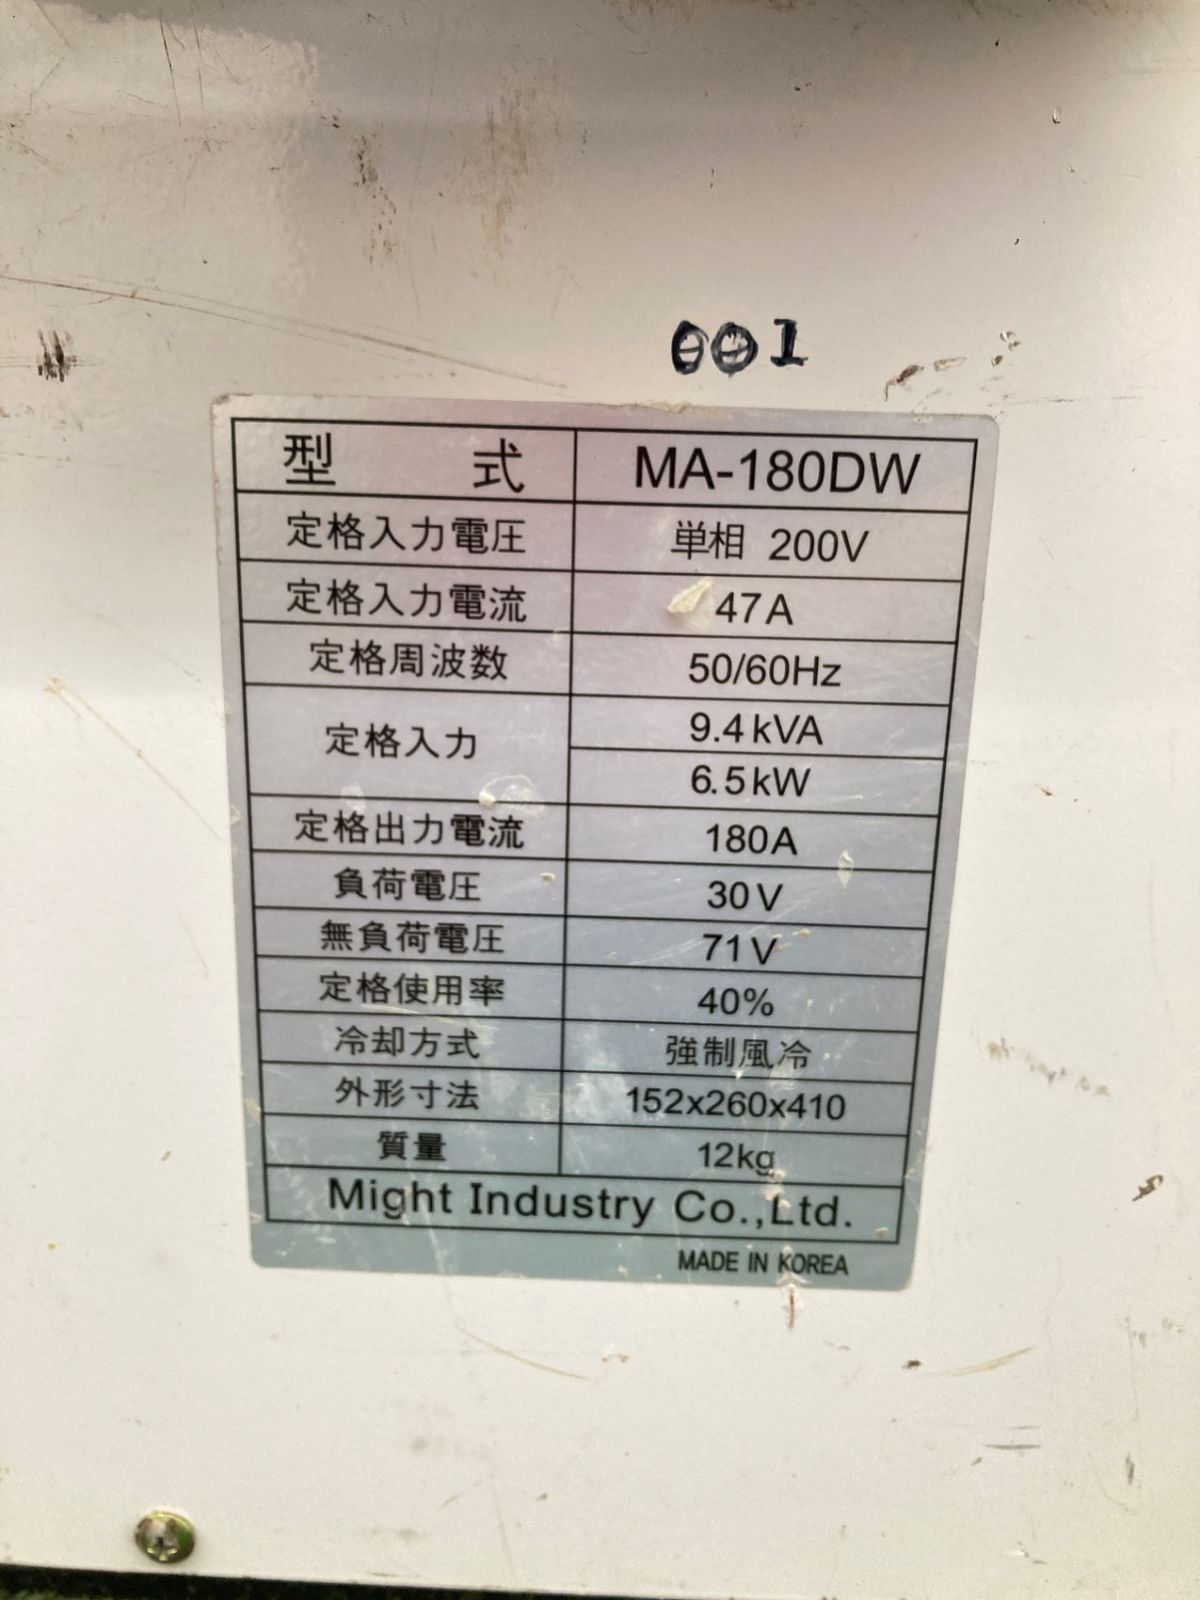 001
型式 MA-180DW
定格入力電圧 単相 200V
定格入力電流 47A
定格周波数 50/60Hz
定格入力 9.4kVA
6.5kW
定格出力電流 180A
負荷電圧 30V
無負荷電圧 71V
定格使用率 40%
冷却方式 強制風冷
外形寸法 152x260x410
質量 12kg
Might Industry Co.,Ltd.
MADE IN KOREA